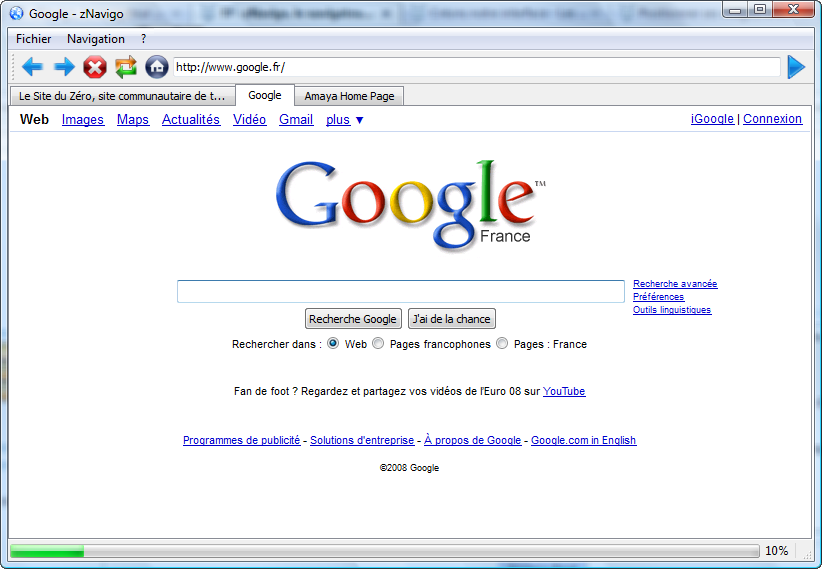 Google - zNavigo
Fichier Navigation ?
http://www.google.fr/
Le Site du Zéro, site communautaire de t... Google Amaya Home Page
Web Images Maps Actualités Vidéo Gmail plus ▼ iGoogle | Connexion
Google™
France
Recherche avancée
Préférences
Outils linguistiques
Recherche Google J'ai de la chance
Rechercher dans : Web Pages francophones Pages : France
Fan de foot ? Regardez et partagez vos vidéos de l'Euro 08 sur YouTube
Programmes de publicité - Solutions d'entreprise - À propos de Google - Google.com in English
©2008 Google
10%